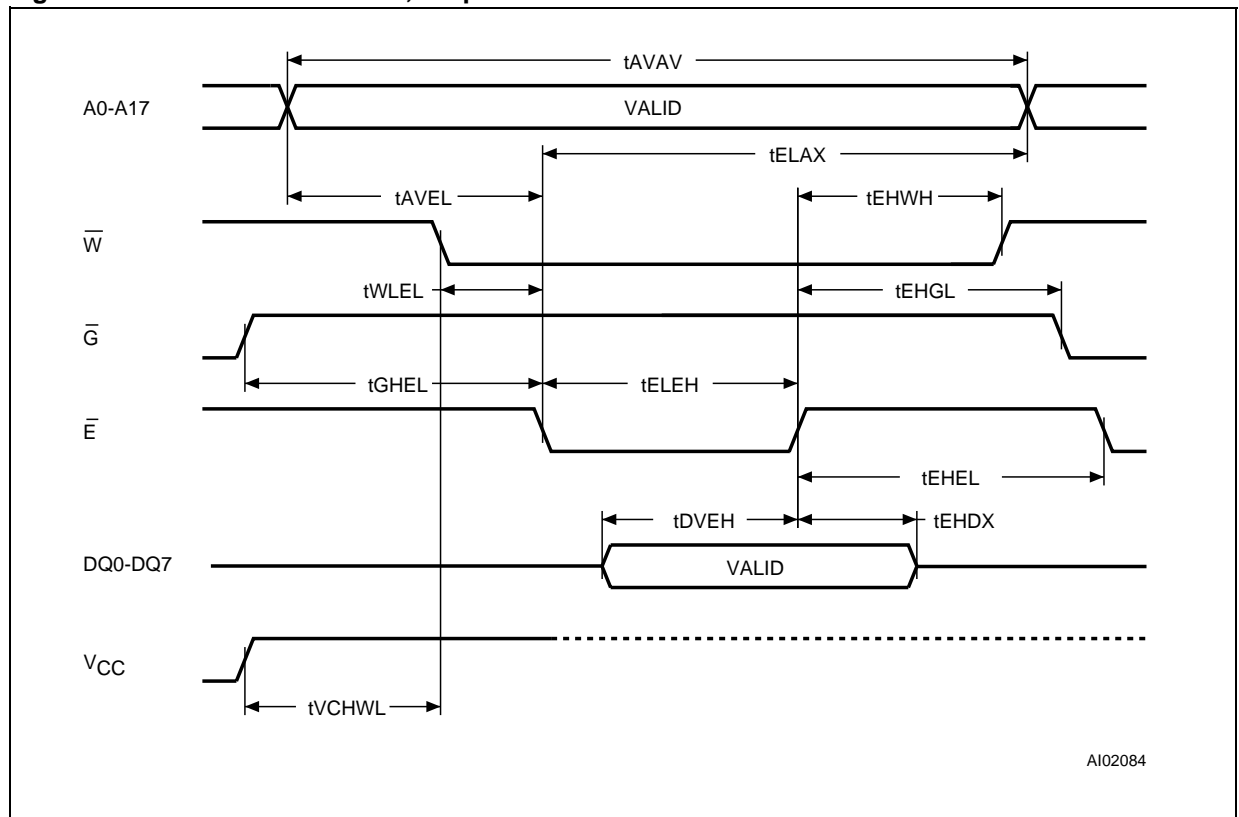 tAVAV
A0-A17
VALID
tELAX
tAVEL
tEHWH
W
tWLEL
tEHGL
G
tGHEL
tELEH
E
tEHEL
tDVEH
tEHDX
DQ0-DQ7
VALID
VCC
tVCHWL
AI02084